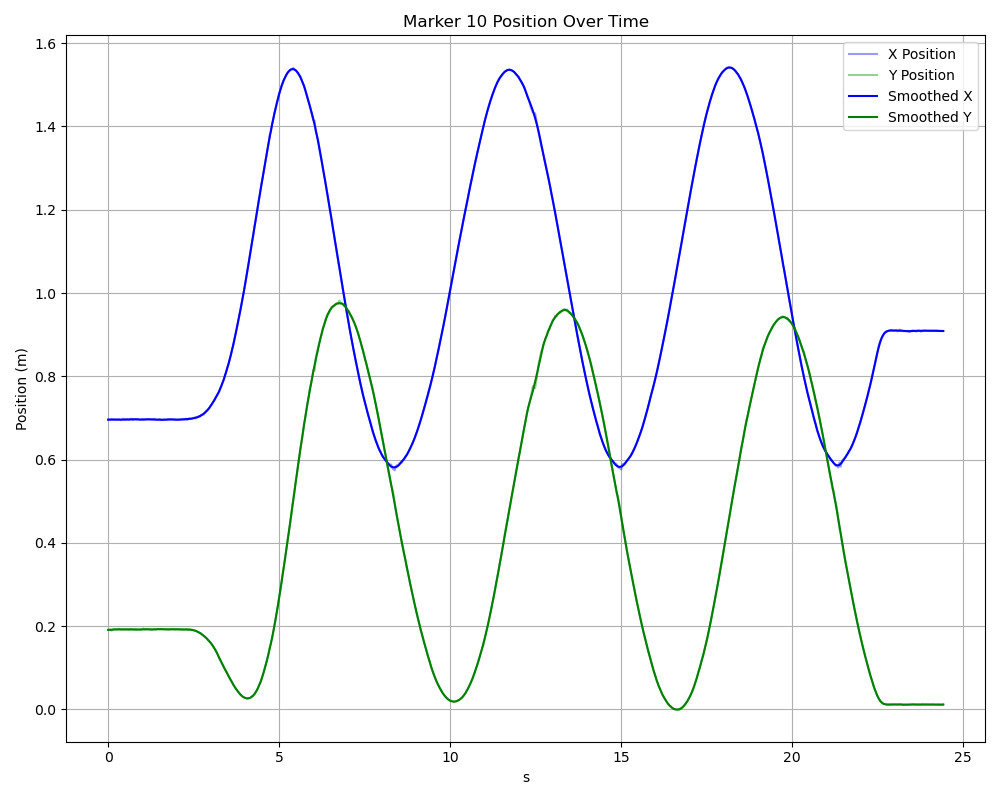 Marker 10 Position Over Time
X Position
Y Position
Smoothed X
Smoothed Y
Position (m)
1.6
1.4
1.2
1.0
0.8
0.6
0.4
0.2
0.0
0 5 10 15 20 25
s